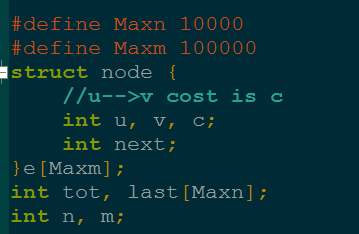 #define Maxn 10000
#define Maxm 100000
struct node {
    //u-->v cost is c
    int u, v, c;
    int next;
}e[Maxm];
int tot, last[Maxn];
int n, m;